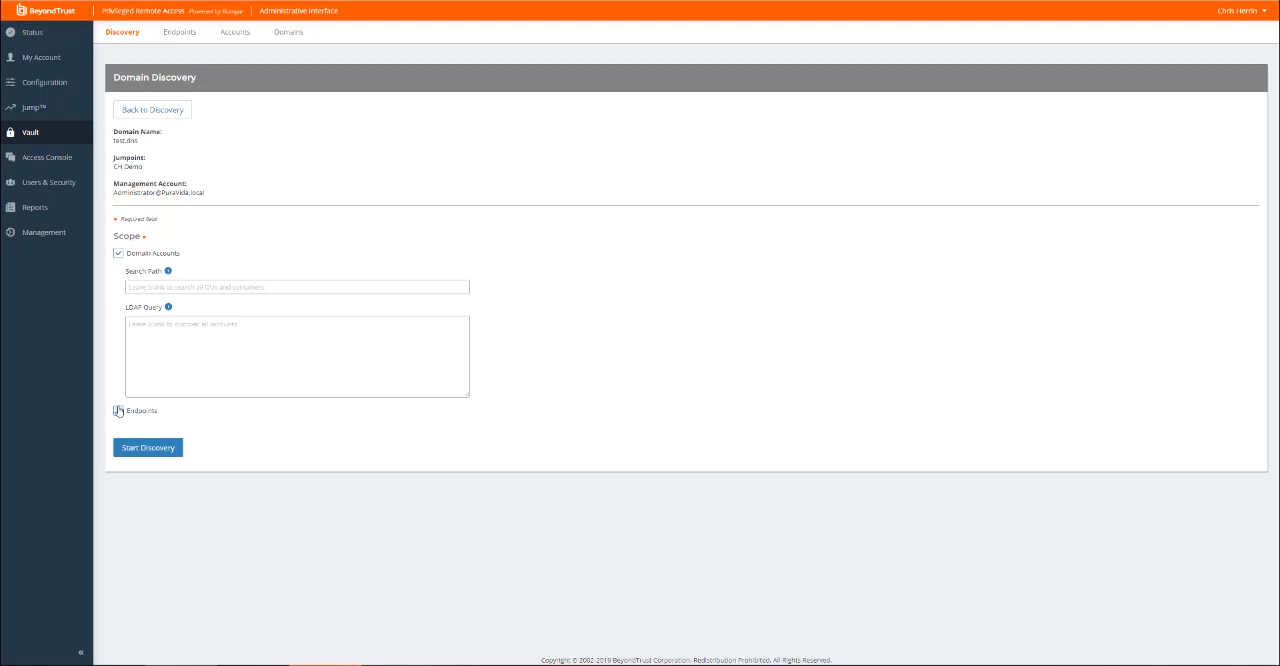 BeyondTrust Privileged Remote Access Powered by Bomgar Administrative Interface Chris Herrin
Status
My Account
Configuration
Jump™
Vault
Access Console
Users & Security
Reports
Management
«
Discovery Endpoints Accounts Domains
Domain Discovery
Back to Discovery
Domain Name:
test.dns
Jumpoint:
CH Demo
Management Account:
Administrator@PuraVida.local
Required field
Scope
Domain Accounts
Search Path
Leave blank to search all OUs and containers
LDAP Query
Leave blank to discover all accounts
Endpoints
Start Discovery
Copyright © 2002-2019 BeyondTrust Corporation. Redistribution Prohibited. All Rights Reserved.